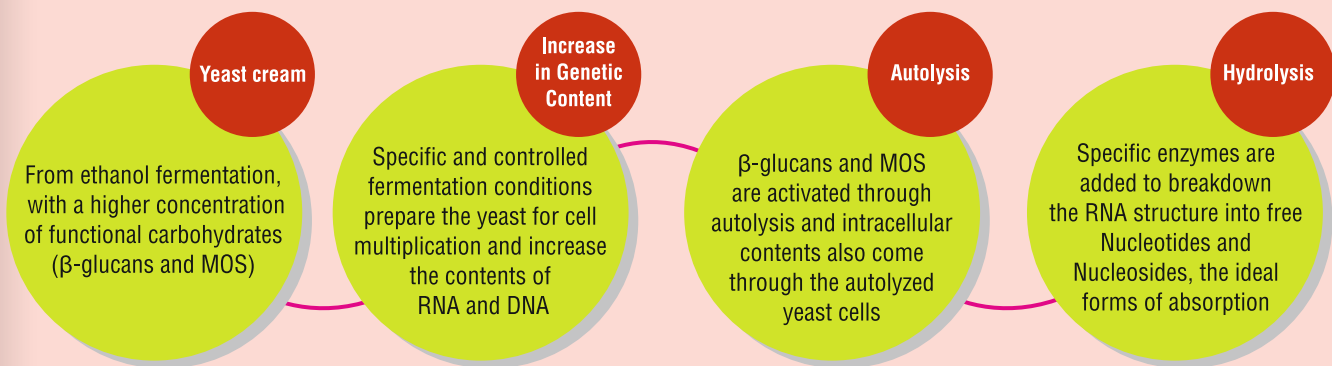 Yeast cream
From ethanol fermentation,
with a higher concentration
of functional carbohydrates
(β-glucans and MOS)
Increase
in Genetic
Content
Specific and controlled
fermentation conditions
prepare the yeast for cell
multiplication and increase
the contents of
RNA and DNA
Autolysis
β-glucans and MOS
are activated through
autolysis and intracellular
contents also come
through the autolyzed
yeast cells
Hydrolysis
Specific enzymes are
added to breakdown
the RNA structure into free
Nucleotides and
Nucleosides, the ideal
forms of absorption